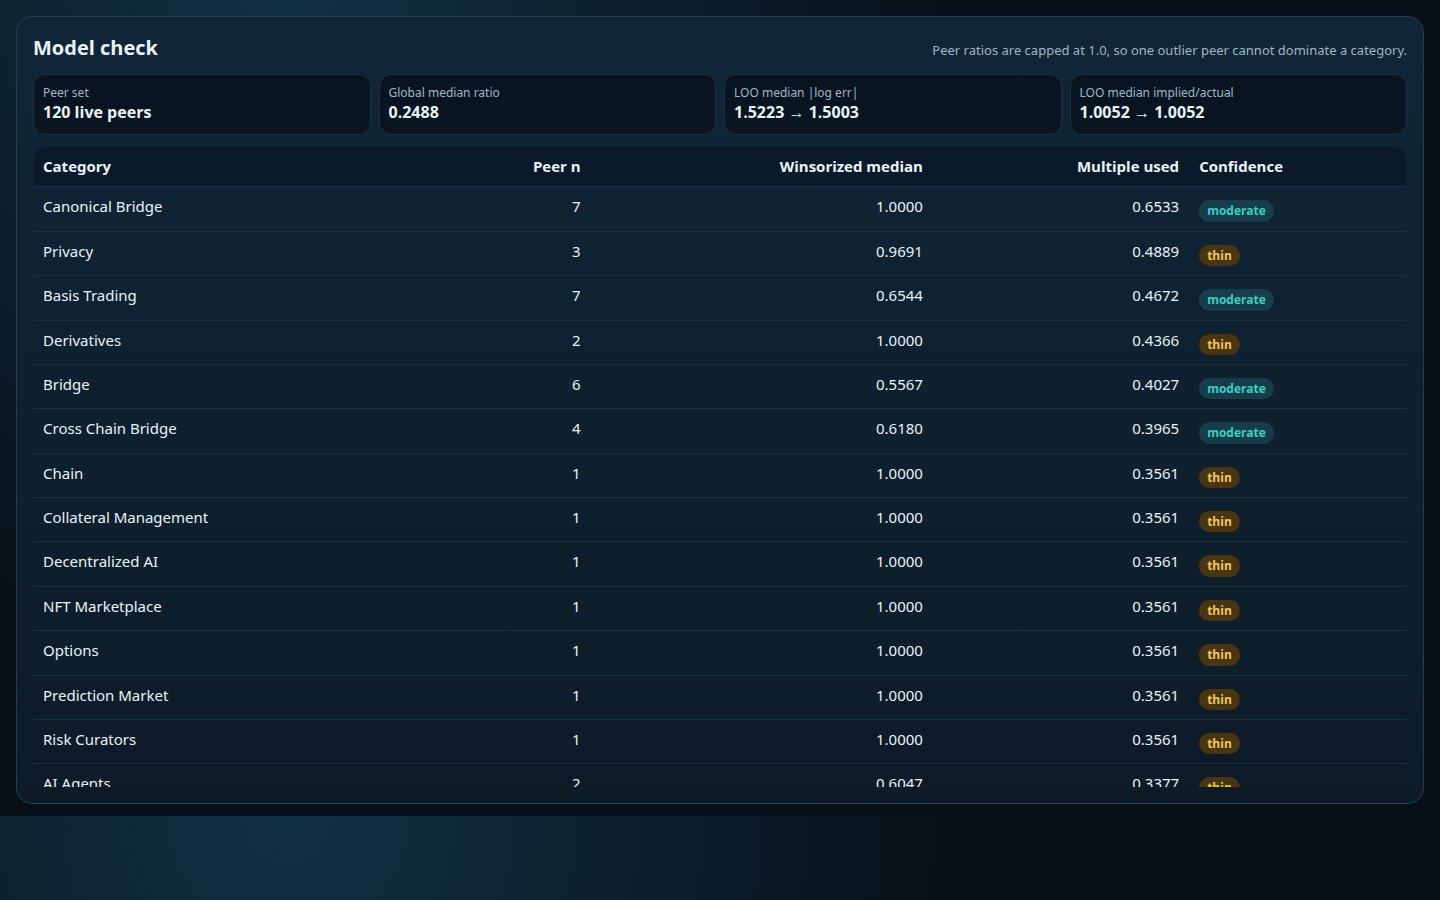 Model check
Peer ratios are capped at 1.0, so one outlier peer cannot dominate a category.
Peer set
120 live peers
Global median ratio
0.2488
LOO median |log err|
1.5223 → 1.5003
LOO median implied/actual
1.0052 → 1.0052
Category Peer n Winsorized median Multiple used Confidence
Canonical Bridge 7 1.0000 0.6533 moderate
Privacy 3 0.9691 0.4889 thin
Basis Trading 7 0.6544 0.4672 moderate
Derivatives 2 1.0000 0.4366 thin
Bridge 6 0.5567 0.4027 moderate
Cross Chain Bridge 4 0.6180 0.3965 moderate
Chain 1 1.0000 0.3561 thin
Collateral Management 1 1.0000 0.3561 thin
Decentralized AI 1 1.0000 0.3561 thin
NFT Marketplace 1 1.0000 0.3561 thin
Options 1 1.0000 0.3561 thin
Prediction Market 1 1.0000 0.3561 thin
Risk Curators 1 1.0000 0.3561 thin
AI Agents 2 0.6047 0.3377 thin